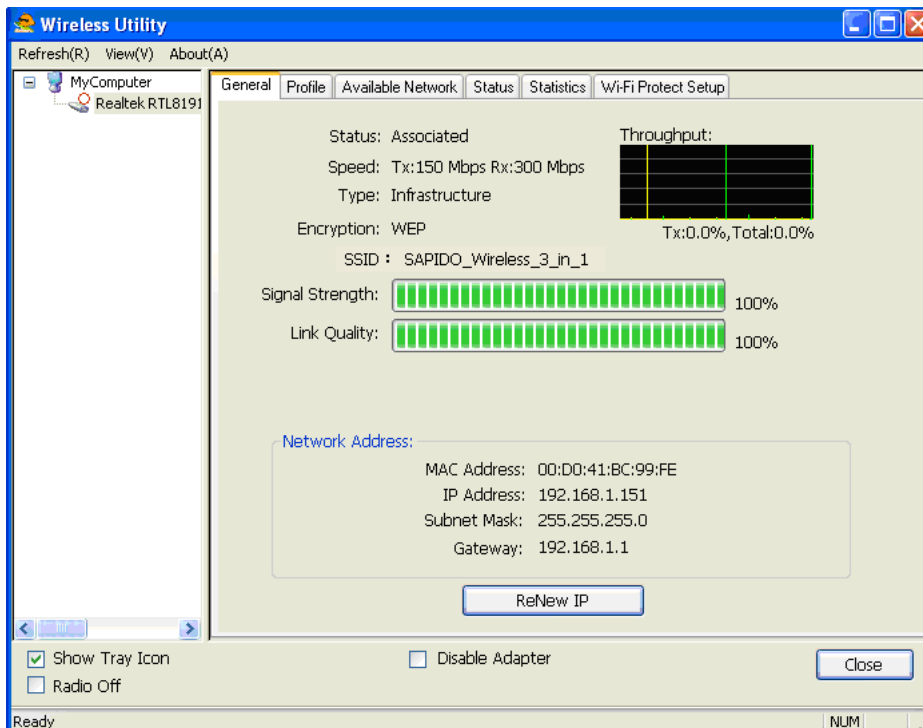 Wireless Utility
Refresh(R) View(V) About(A)
MyComputer
Realtek RTL8191
General Profile Available Network Status Statistics Wi-Fi Protect Setup
Status: Associated
Throughput:
Speed: Tx:150 Mbps Rx:300 Mbps
Type: Infrastructure
Encryption: WEP
Tx:0.0%,Total:0.0%
SSID : SAPIDO_Wireless_3_in_1
Signal Strength: 100%
Link Quality: 100%
Network Address:
MAC Address: 00:D0:41:BC:99:FE
IP Address: 192.168.1.151
Subnet Mask: 255.255.255.0
Gateway: 192.168.1.1
ReNew IP
Show Tray Icon
Disable Adapter
Close
Radio Off
Ready
NUM